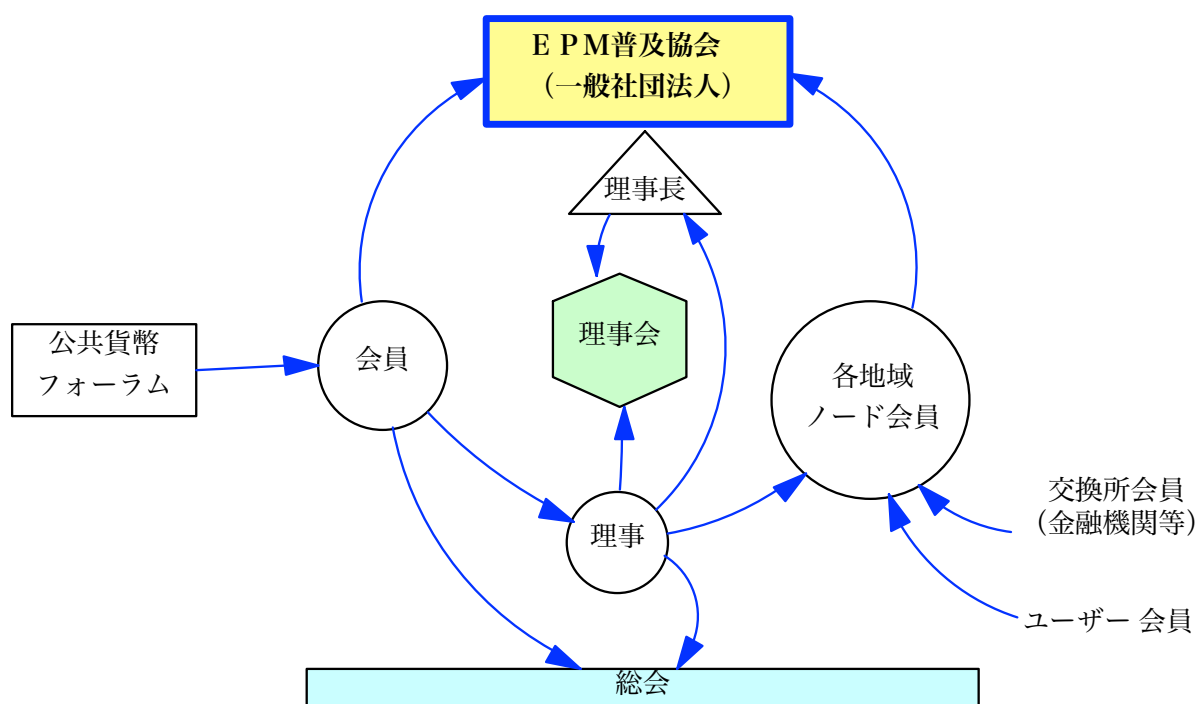 ＥＰＭ普及協会
（一般社団法人）
理事長
理事会
公共貨幣
フォーラム
会員
各地域
ノード会員
理事
交換所会員
（金融機関等）
ユーザー 会員
総会